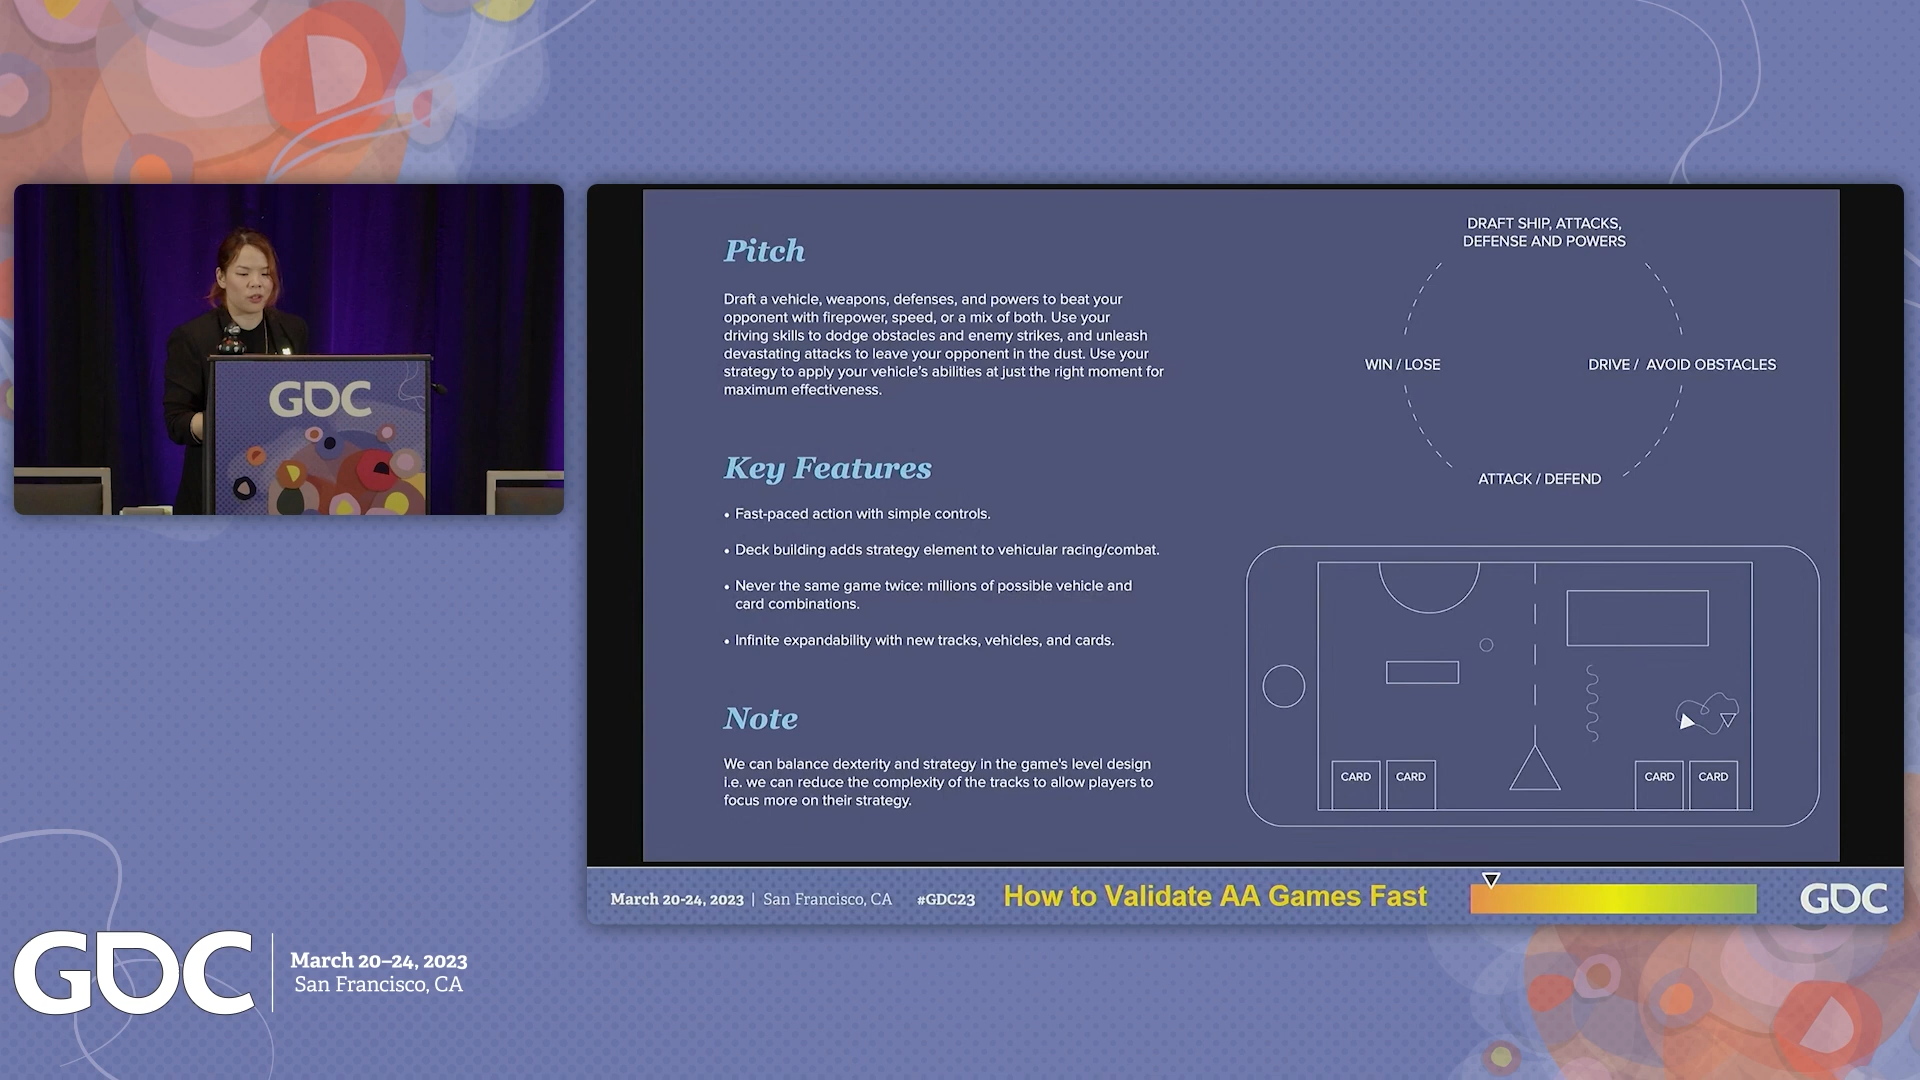 GDC
Pitch
Draft a vehicle, weapons, defenses, and powers to beat your
opponent with firepower, speed, or a mix of both. Use your
driving skills to dodge obstacles and enemy strikes, and unleash
devastating attacks to leave your opponent in the dust. Use your
strategy to apply your vehicle's abilities at just the right moment for
maximum effectiveness.
Key Features
• Fast-paced action with simple controls.
• Deck building adds strategy element to vehicular racing/combat.
• Never the same game twice: millions of possible vehicle and
card combinations.
• Infinite expandability with new tracks, vehicles, and cards.
Note
We can balance dexterity and strategy in the game's level design
i.e. we can reduce the complexity of the tracks to allow players to
focus more on their strategy.
DRAFT SHIP, ATTACKS,
DEFENSE AND POWERS
WIN / LOSE
DRIVE / AVOID OBSTACLES
ATTACK / DEFEND
CARD
CARD
CARD
CARD
March 20-24, 2023 | San Francisco, CA #GDC23
How to Validate AA Games Fast
GDC
GDC
March 20–24, 2023
San Francisco, CA